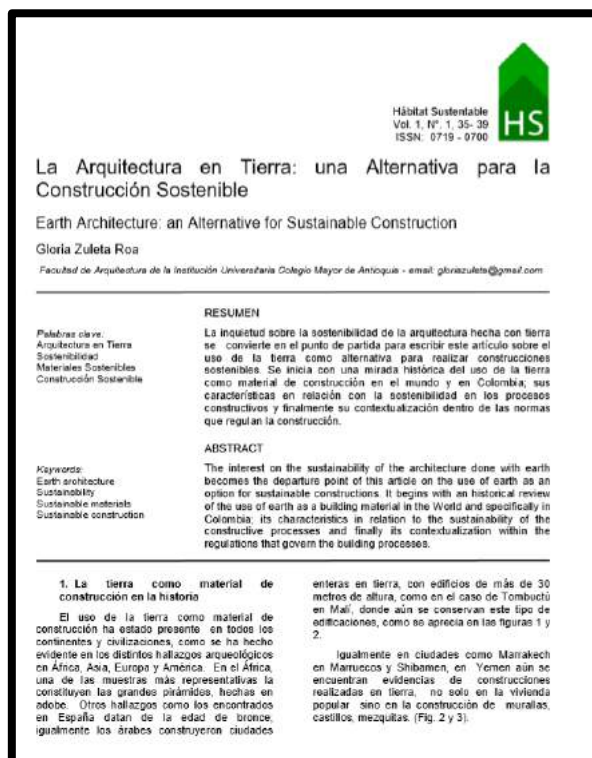 Hábitat Sustentable
Vol. 1, N°. 1, 35- 39
ISSN: 0719 - 0700
HS
La Arquitectura en Tierra: una Alternativa para la
Construcción Sostenible
Earth Architecture: an Alternative for Sustainable Construction
Gloria Zuleta Roa
Facultad de Arquitectura de la Institución Universitaria Colegio Mayor de Antioquia - email: gloriazuleta@gmail.com
Palabras clave:
Arquitectura en Tierra
Sostenibilidad
Materiales Sostenibles
Construcción Sostenible
RESUMEN
La inquietud sobre la sostenibilidad de la arquitectura hecha con tierra
se convierte en el punto de partida para escribir este artículo sobre el
uso de la tierra como alternativa para realizar construcciones
sostenibles. Se inicia con una mirada histórica del uso de la tierra
como material de construcción en el mundo y en Colombia; sus
características en relación con la sostenibilidad en los procesos
constructivos y finalmente su contextualización dentro de las normas
que regulan la construcción.
Keywords:
Earth architecture
Sustainability
Sustainable materials
Sustainable construction
ABSTRACT
The interest on the sustainability of the architecture done with earth
becomes the departure point of this article on the use of earth as an
option for sustainable constructions. It begins with an historical review
of the use of earth as a building material in the World and specifically in
Colombia; its characteristics in relation to the sustainability of the
constructive processes and finally its contextualization within the
regulations that govern the building processes.
1. La tierra como material de
construcción en la historia
El uso de la tierra como material de
construcción ha estado presente en todos los
continentes y civilizaciones, como se ha hecho
evidente en los distintos hallazgos arqueológicos
en África, Asia, Europa y América. En el África,
una de las muestras más representativas la
constituyen las grandes pirámides, hechas en
adobe. Otros hallazgos como los encontrados
en España datan de la edad de bronce,
igualmente los árabes construyeron ciudades
enteras en tierra, con edificios de más de 30
metros de altura, como en el caso de Tombuctú
en Malí, donde aún se conservan este tipo de
edificaciones, como se aprecia en las figuras 1 y
2.
Igualmente en ciudades como Marrakech
en Marruecos y Shibamen, en Yemen aún se
encuentran evidencias de construcciones
realizadas en tierra, no solo en la vivienda
popular sino en la construcción de murallas,
castillos, mezquitas. (Fig. 2 y 3).